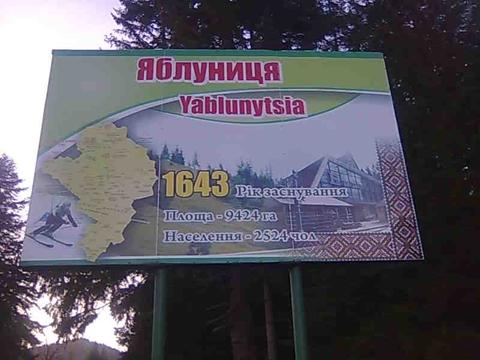 Яблуниця
Yablunytsia
1643 Рік заснування
Площа - 9424 га
Населення - 2524 чол